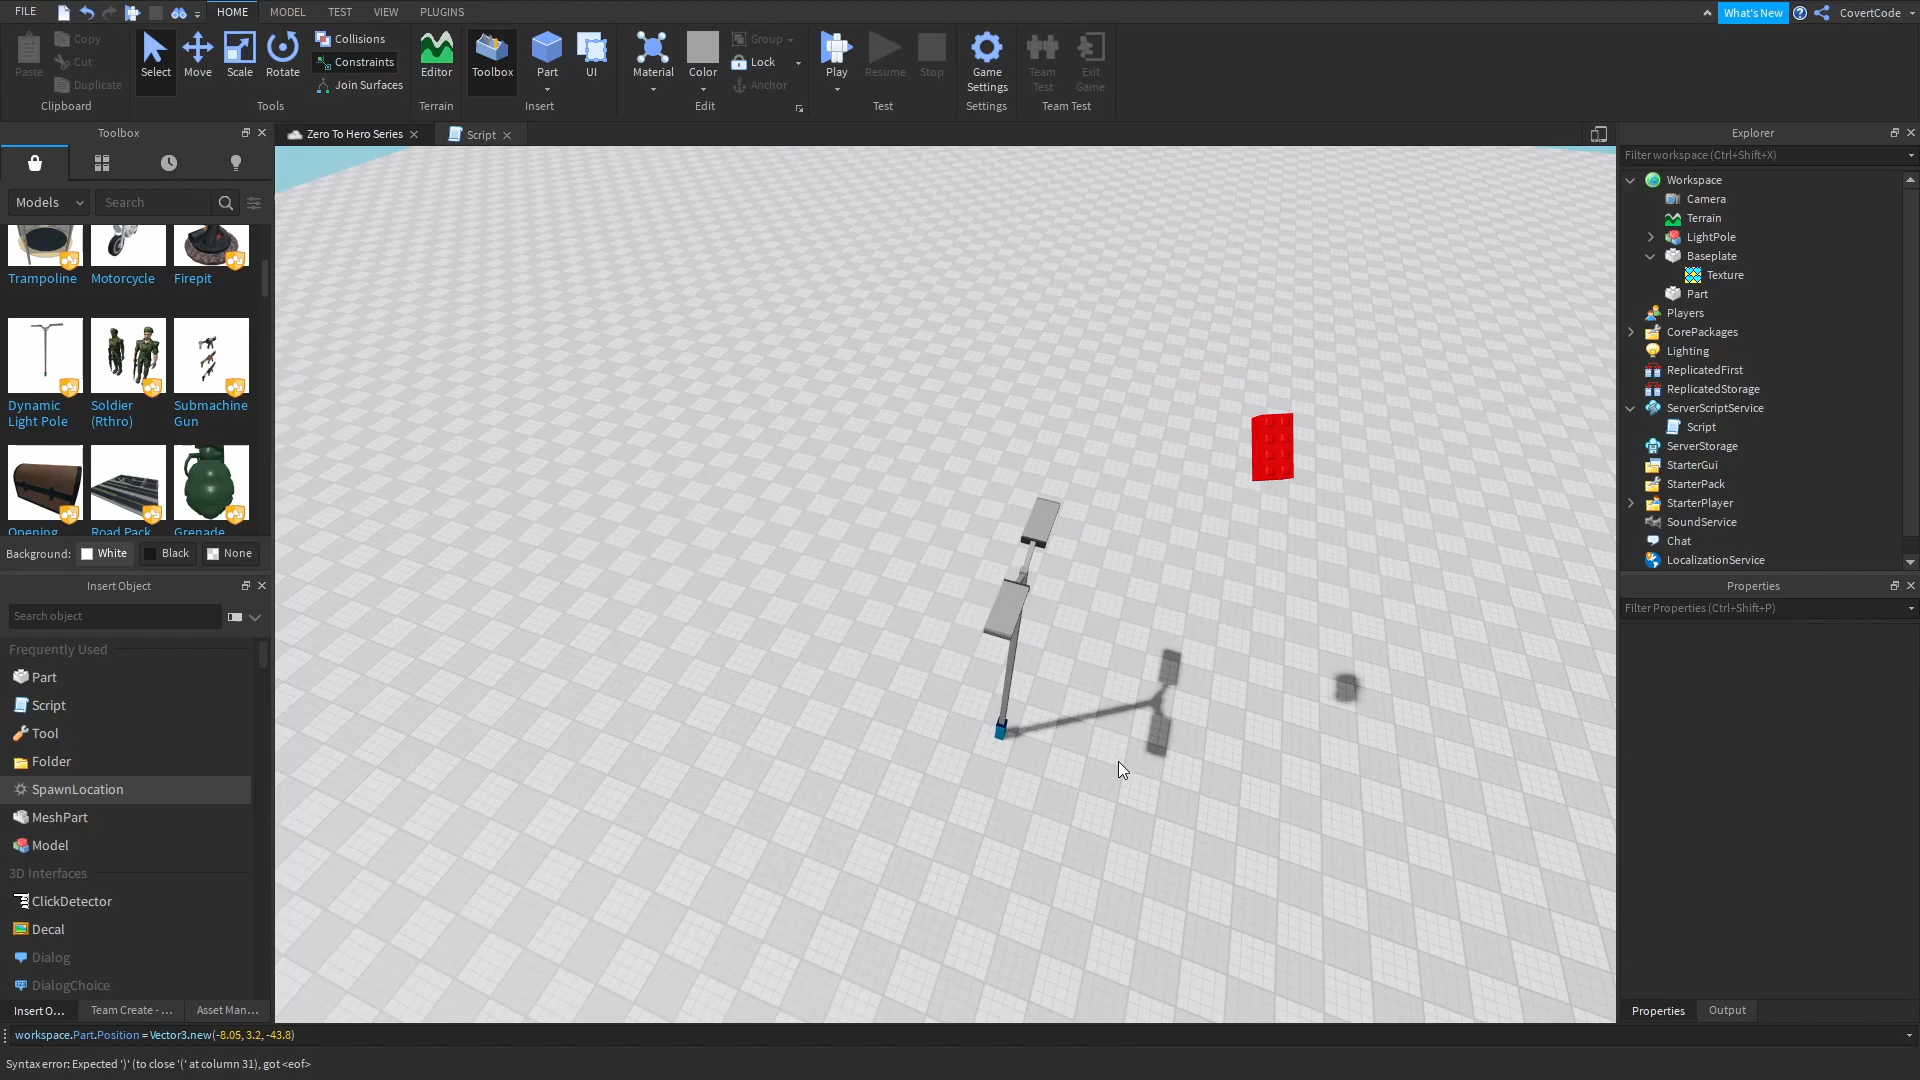 FILE HOME MODEL TEST VIEW PLUGINS What's New CovertCode
Paste Copy Cut Duplicate Clipboard
Select Move Scale Rotate Collisions Constraints Join Surfaces Tools
Editor Terrain
Toolbox Part UI Insert
Material Color Group Lock Anchor Edit
Play Resume Stop Test
Game Settings Settings
Team Test Exit Game Team Test
Toolbox
Models Search
Trampoline Motorcycle Firepit
Dynamic Light Pole
Soldier (Rthro)
Submachine Gun
Opening Road Pack Grenade
Background: White Black None
Insert Object
Search object
Frequently Used
Part
Script
Tool
Folder
SpawnLocation
MeshPart
Model
3D Interfaces
ClickDetector
Decal
Dialog
DialogChoice
Insert O... Team Create - ... Asset Man...
Zero To Hero Series Script
Explorer
Filter workspace (Ctrl+Shift+X)
Workspace
Camera
Terrain
LightPole
Baseplate
Texture
Part
Players
CorePackages
Lighting
ReplicatedFirst
ReplicatedStorage
ServerScriptService
Script
ServerStorage
StarterGui
StarterPack
StarterPlayer
SoundService
Chat
LocalizationService
Properties
Filter Properties (Ctrl+Shift+P)
Properties Output
workspace.Part.Position = Vector3.new(-8.05, 3.2, -43.8)
Syntax error: Expected ')' (to close '(' at column 31), got <eof>